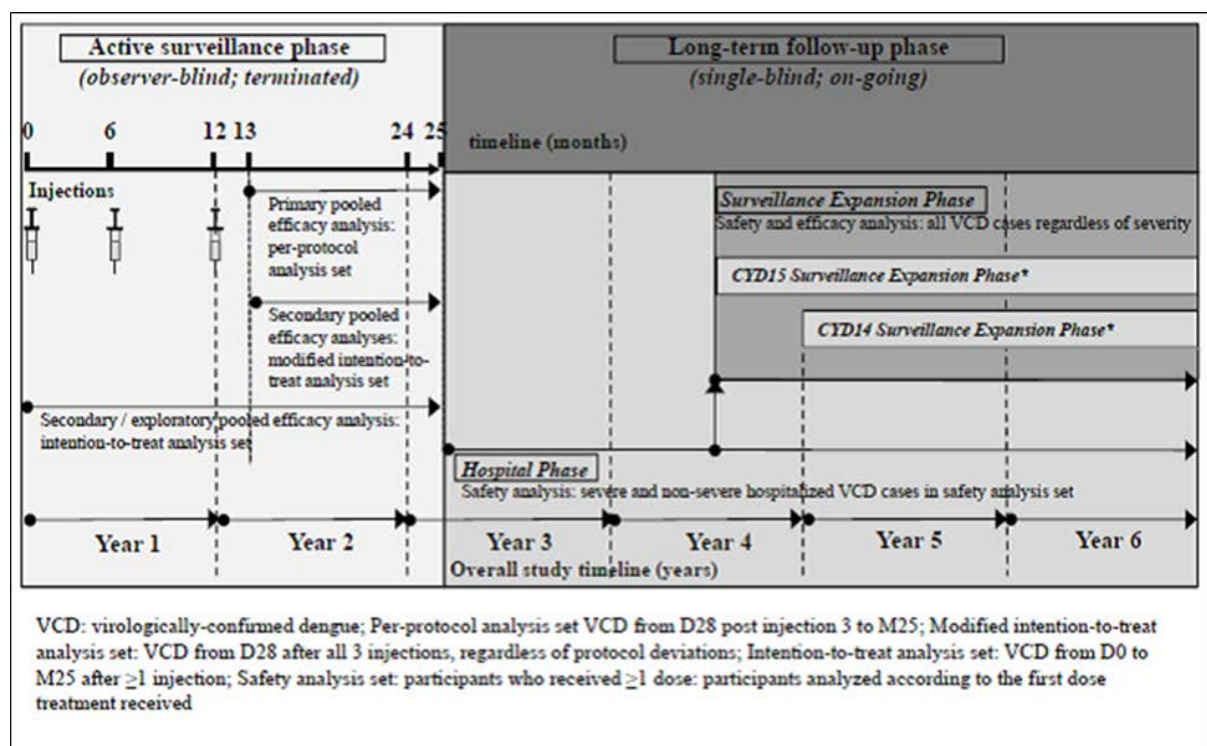 Active surveillance phase
(observer-blind; terminated)
Long-term follow-up phase
(single-blind; on-going)
0 6 12 13 24 25
timeline (months)
Injections
Primary pooled
efficacy analysis:
per-protocol
analysis set
Secondary pooled
efficacy analyses:
modified intention-to-
treat analysis set
Secondary / exploratory pooled efficacy analysis:
intention-to-treat analysis set
Surveillance Expansion Phase
Safety and efficacy analysis: all VCD cases regardless of severity
CYD15 Surveillance Expansion Phase*
CYD14 Surveillance Expansion Phase*
Hospital Phase
Safety analysis: severe and non-severe hospitalized VCD cases in safety analysis set
Year 1 Year 2 Year 3 Year 4 Year 5 Year 6
Overall study timeline (years)
VCD: virologically-confirmed dengue; Per-protocol analysis set VCD from D28 post injection 3 to M25; Modified intention-to-treat
analysis set: VCD from D28 after all 3 injections, regardless of protocol deviations; Intention-to-treat analysis set: VCD from D0 to
M25 after ≥1 injection; Safety analysis set: participants who received ≥1 dose: participants analyzed according to the first dose
treatment received